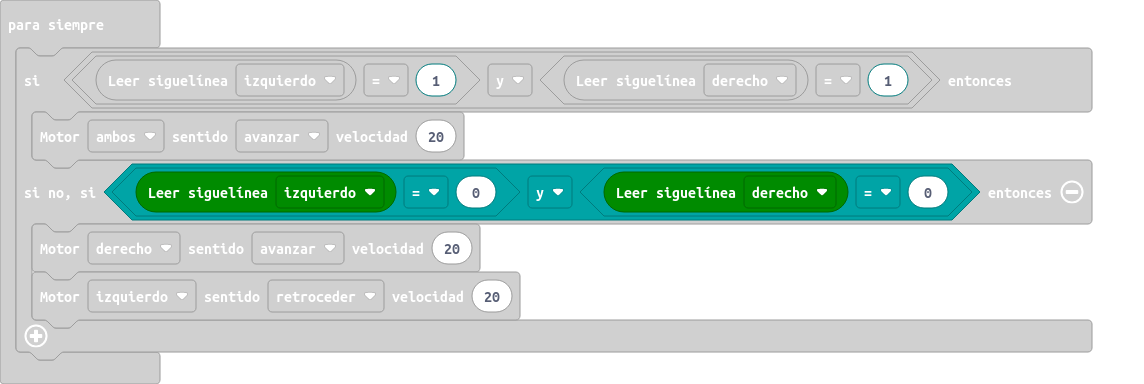 para siempre
si Leer siguelínea izquierdo = 1 y Leer siguelínea derecho = 1 entonces
Motor ambos sentido avanzar velocidad 20
si no, si Leer siguelínea izquierdo = 0 y Leer siguelínea derecho = 0 entonces
Motor derecho sentido avanzar velocidad 20
Motor izquierdo sentido retroceder velocidad 20